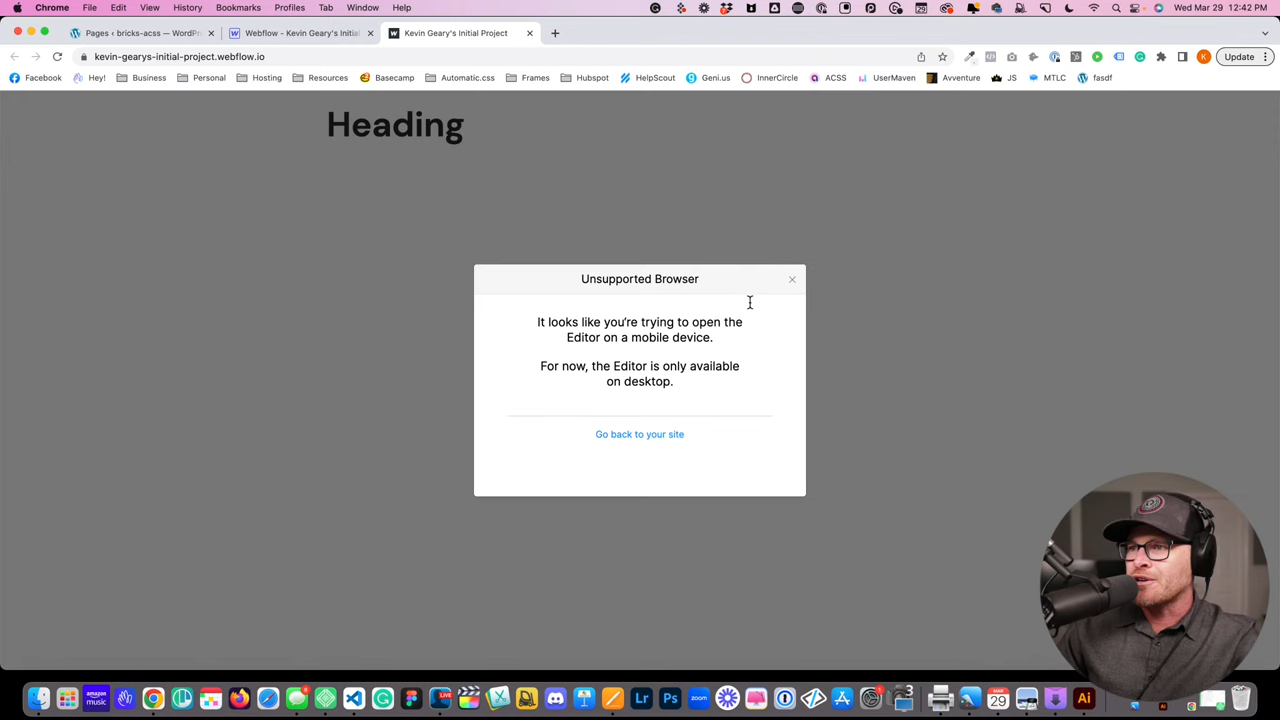 Chrome File Edit View History Bookmarks Profiles Tab Window Help Wed Mar 29 12:42 PM
Pages ‹ bricks-acss — WordPr Webflow - Kevin Geary's Initial Kevin Geary's Initial Project
kevin-gearys-initial-project.webflow.io Update
Facebook Hey! Business Personal Hosting Resources Basecamp Automatic.css Frames Hubspot HelpScout Geni.us InnerCircle ACSS UserMaven Avventure JS MTLC fasdf
Heading
Unsupported Browser
It looks like you're trying to open the
Editor on a mobile device.
For now, the Editor is only available
on desktop.
Go back to your site